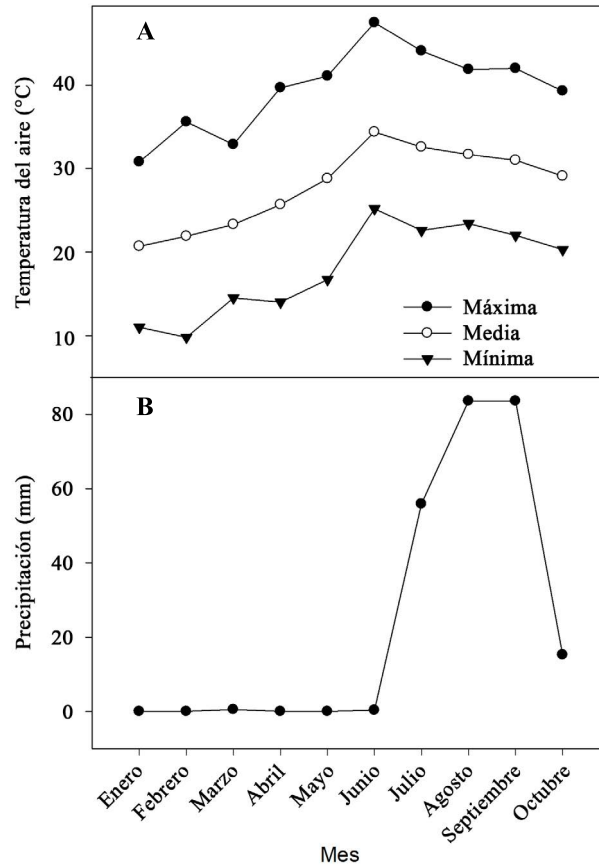 A
Temperatura del aire (°C)
40
30
20
10
Máxima
Media
Mínima
B
Precipitación (mm)
80
60
40
20
0
Enero
Febrero
Marzo
Abril
Mayo
Junio
Julio
Agosto
Septiembre
Octubre
Mes